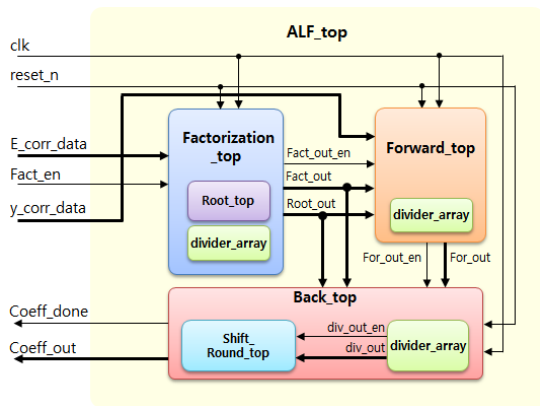 clk
ALF_top
reset_n
E_corr_data
Fact_en
y_corr_data
Factorization
_top
Root_top
divider_array
Fact_out_en
Fact_out
Root_out
Forward_top
divider_array
For_out_en
For_out
Back_top
Coeff_done
Coeff_out
Shift_
Round_top
div_out_en
div_out
divider_array